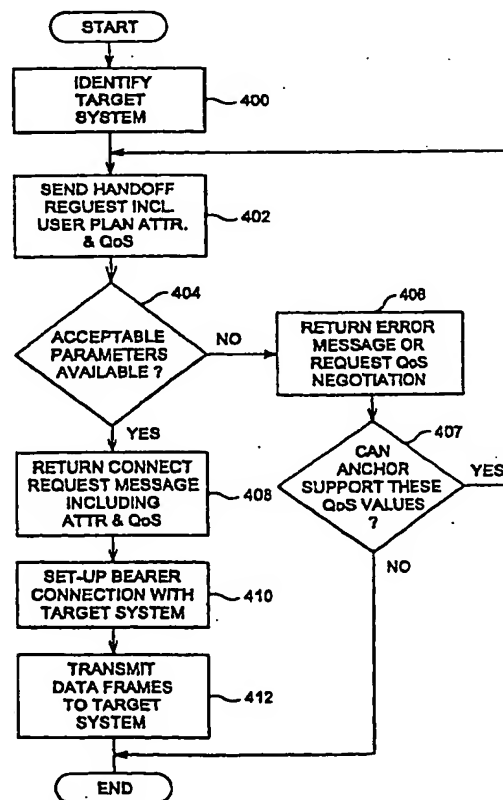 START
IDENTIFY
TARGET
SYSTEM
400
SEND HANDOFF
REGUEST INCL.
USER PLAN ATTR.
& QoS
402
404
ACCEPTABLE
PARAMETERS
AVAILABLE ?
NO
YES
406
RETURN ERROR
MESSAGE OR
REQUEST QoS
NEGOTIATION
407
CAN
ANCHOR
SUPPORT THESE
QoS VALUES
?
YES
NO
RETURN CONNECT
REQUEST MESSAGE
INCLUDING
ATTR & QoS
408
SET-UP BEARER
CONNECTION WITH
TARGET SYSTEM
410
TRANSMIT
DATA FRAMES
TO TARGET
SYSTEM
412
END